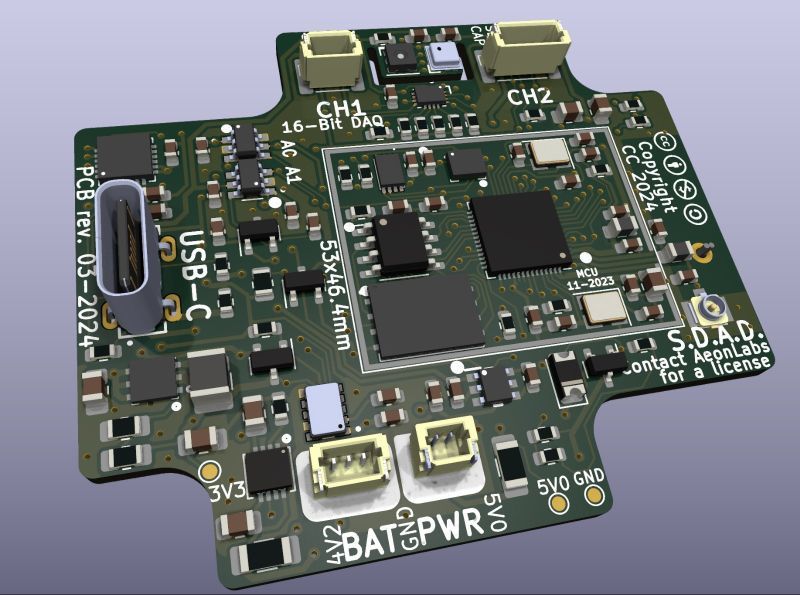 CH1
16-Bit DAQ
CH2
AC A1
Copyright
CC 2024
PCB rev. 03-2024
USB-C
53x46.4mm
MCU
11-2023
S.D.A.D.
Contact AeonLabs
for a license
3V3
4V2
BAT
GN
PWR
5V0
5V0
GND